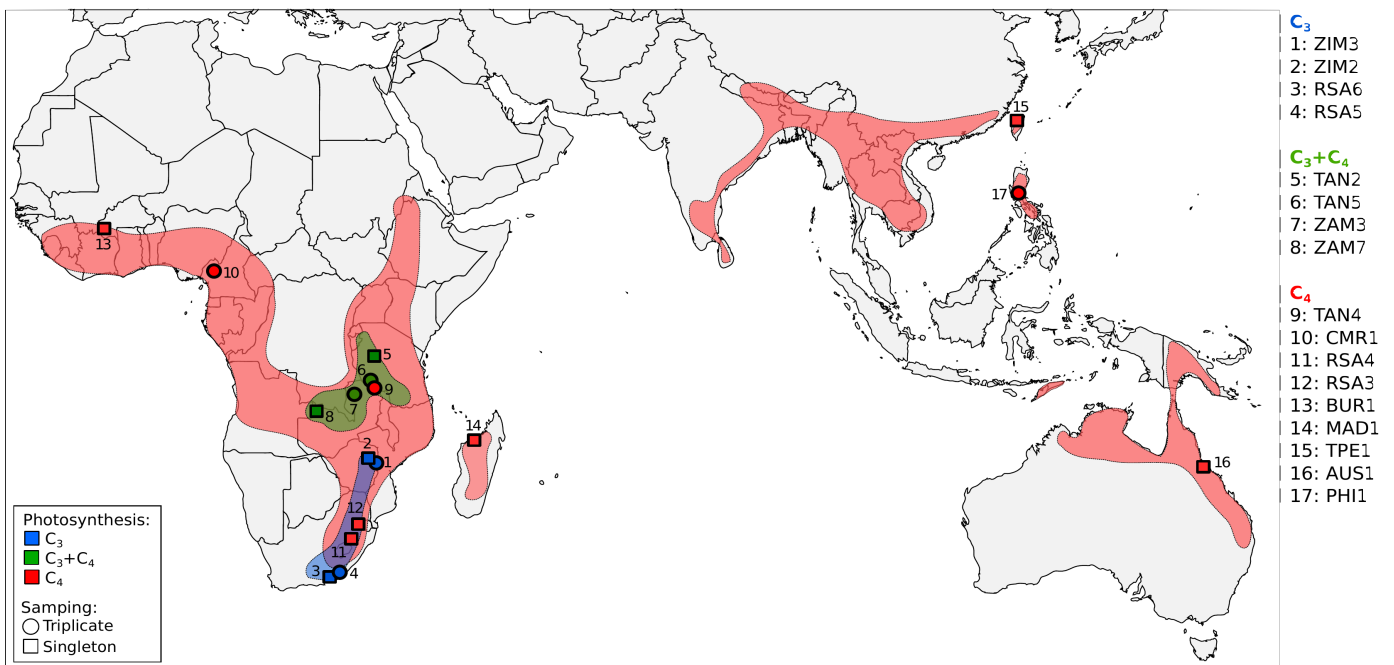 C₃
1: ZIM3
2: ZIM2
3: RSA6
4: RSA5
C₃+C₄
5: TAN2
6: TAN5
7: ZAM3
8: ZAM7
C₄
9: TAN4
10: CMR1
11: RSA4
12: RSA3
13: BUR1
14: MAD1
15: TPE1
16: AUS1
17: PHI1
15
17
13
10
5
6
9
7
8
14
2
1
16
12
11
3
4
Photosynthesis:
C₃
C₃+C₄
C₄
Samping:
Triplicate
Singleton